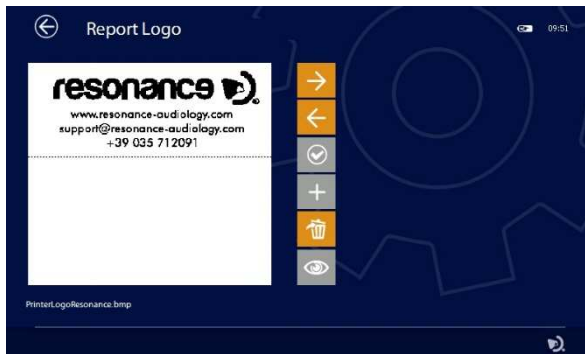 Report Logo
09:51
resonance
www.resonance-audiology.com
support@resonance-audiology.com
+39 035 712091
PrinterLogoResonance.bmp